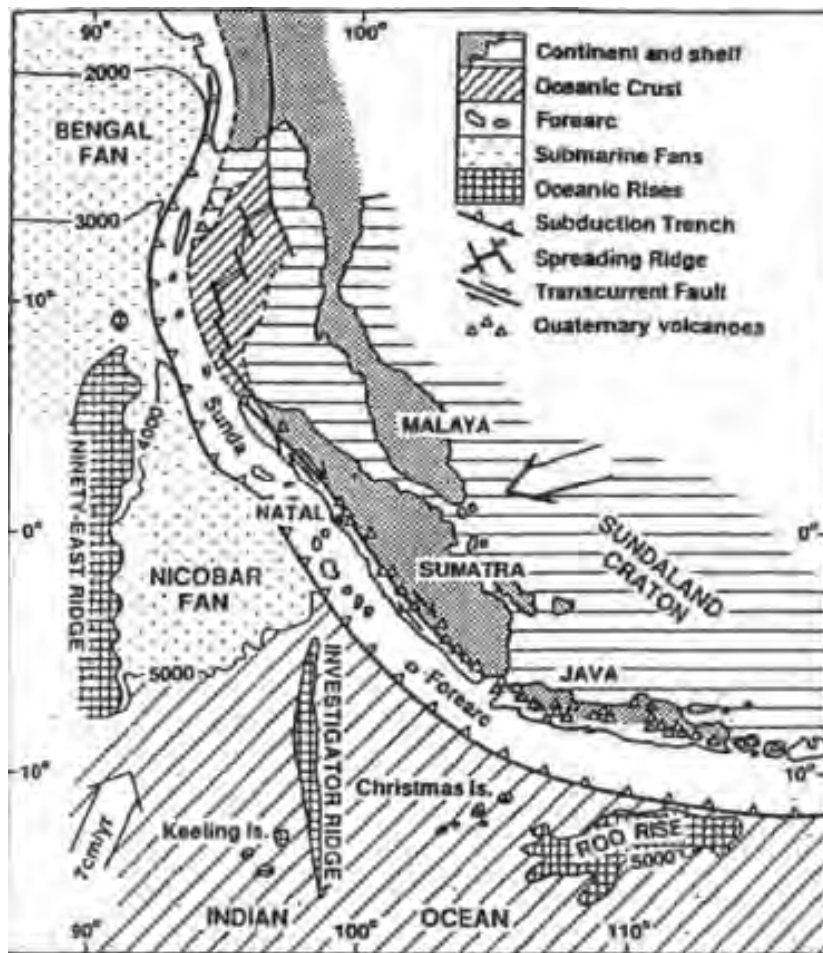 90°
100°
Continent and shelf
Oceanic Crust
Forearc
Submarine Fans
Oceanic Rises
Subduction Trench
Spreading Ridge
Transcurrent Fault
Quaternary volcanoes
2000
BENGAL
FAN
3000
10°
4000
Sunda
MALAYA
NINETY-EAST RIDGE
NATAL
0°
0°
SUNDALAND
CRATON
NICOBAR
FAN
SUMATRA
5000
JAVA
INVESTIGATOR RIDGE
Forearc
10°
10°
7cm/yr
Christmas Is.
Keeling Is.
ROO RISE
5000
INDIAN
OCEAN
90°
100°
110°